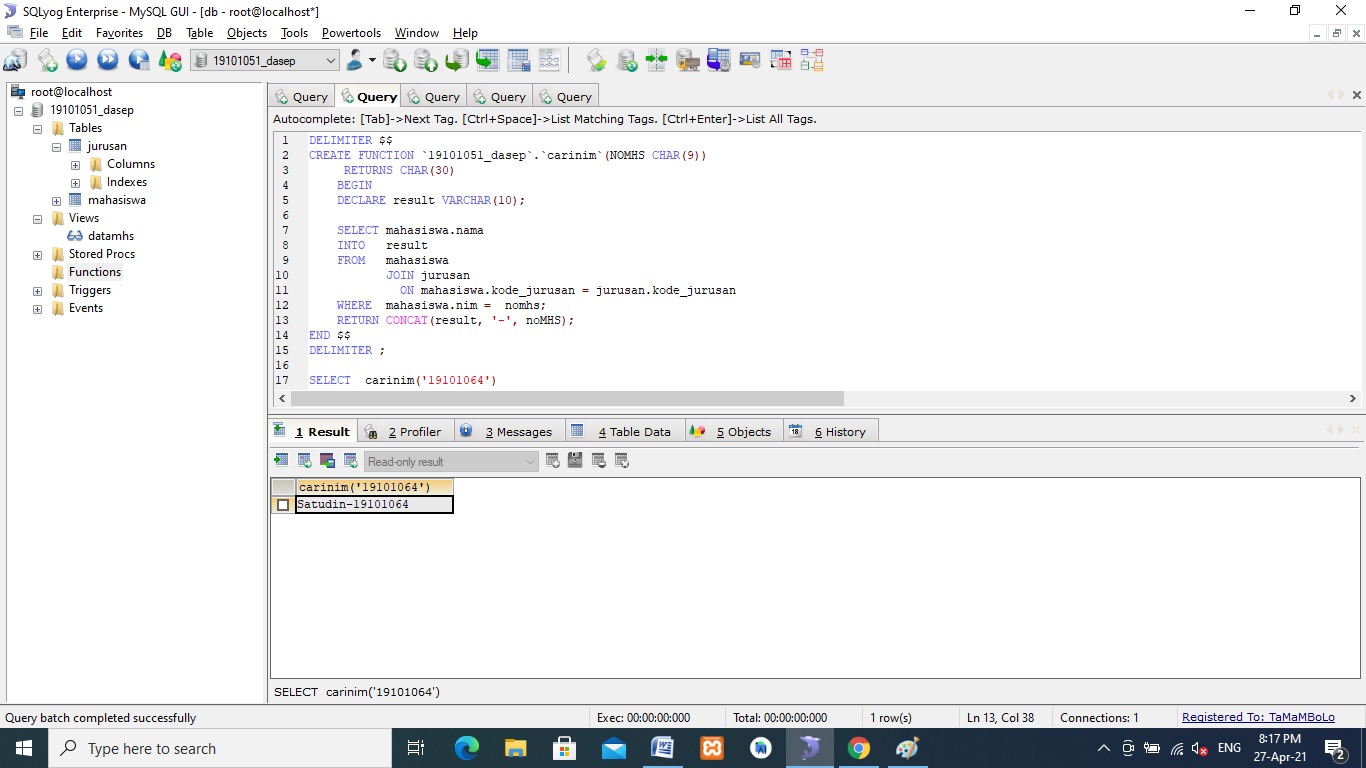 SQLyog Enterprise - MySQL GUI - [db - root@localhost*]
File Edit Favorites DB Table Objects Tools Powertools Window Help
19101051_dasep
root@localhost
19101051_dasep
Tables
jurusan
Columns
Indexes
mahasiswa
Views
datamhs
Stored Procs
Functions
Triggers
Events
Query Query Query Query Query
Autocomplete: [Tab]->Next Tag. [Ctrl+Space]->List Matching Tags. [Ctrl+Enter]->List All Tags.
1 DELIMITER $$
2 CREATE FUNCTION `19101051_dasep`.`carinim`(NOMHS CHAR(9))
3 RETURNS CHAR(30)
4 BEGIN
5 DECLARE result VARCHAR(10);
6
7 SELECT mahasiswa.nama
8 INTO result
9 FROM mahasiswa
10 JOIN jurusan
11 ON mahasiswa.kode_jurusan = jurusan.kode_jurusan
12 WHERE mahasiswa.nim = nomhs;
13 RETURN CONCAT(result, '-', noMHS);
14 END $$
15 DELIMITER ;
16
17 SELECT carinim('19101064')
1 Result 2 Profiler 3 Messages 4 Table Data 5 Objects 6 History
Read-only result
carinim('19101064')
Satudin-19101064
SELECT carinim('19101064')
Query batch completed successfully Exec: 00:00:00:000 Total: 00:00:00:000 1 row(s) Ln 13, Col 38 Connections: 1 Registered To: TaMaMBoLo
Type here to search
ENG
8:17 PM
27-Apr-21
2